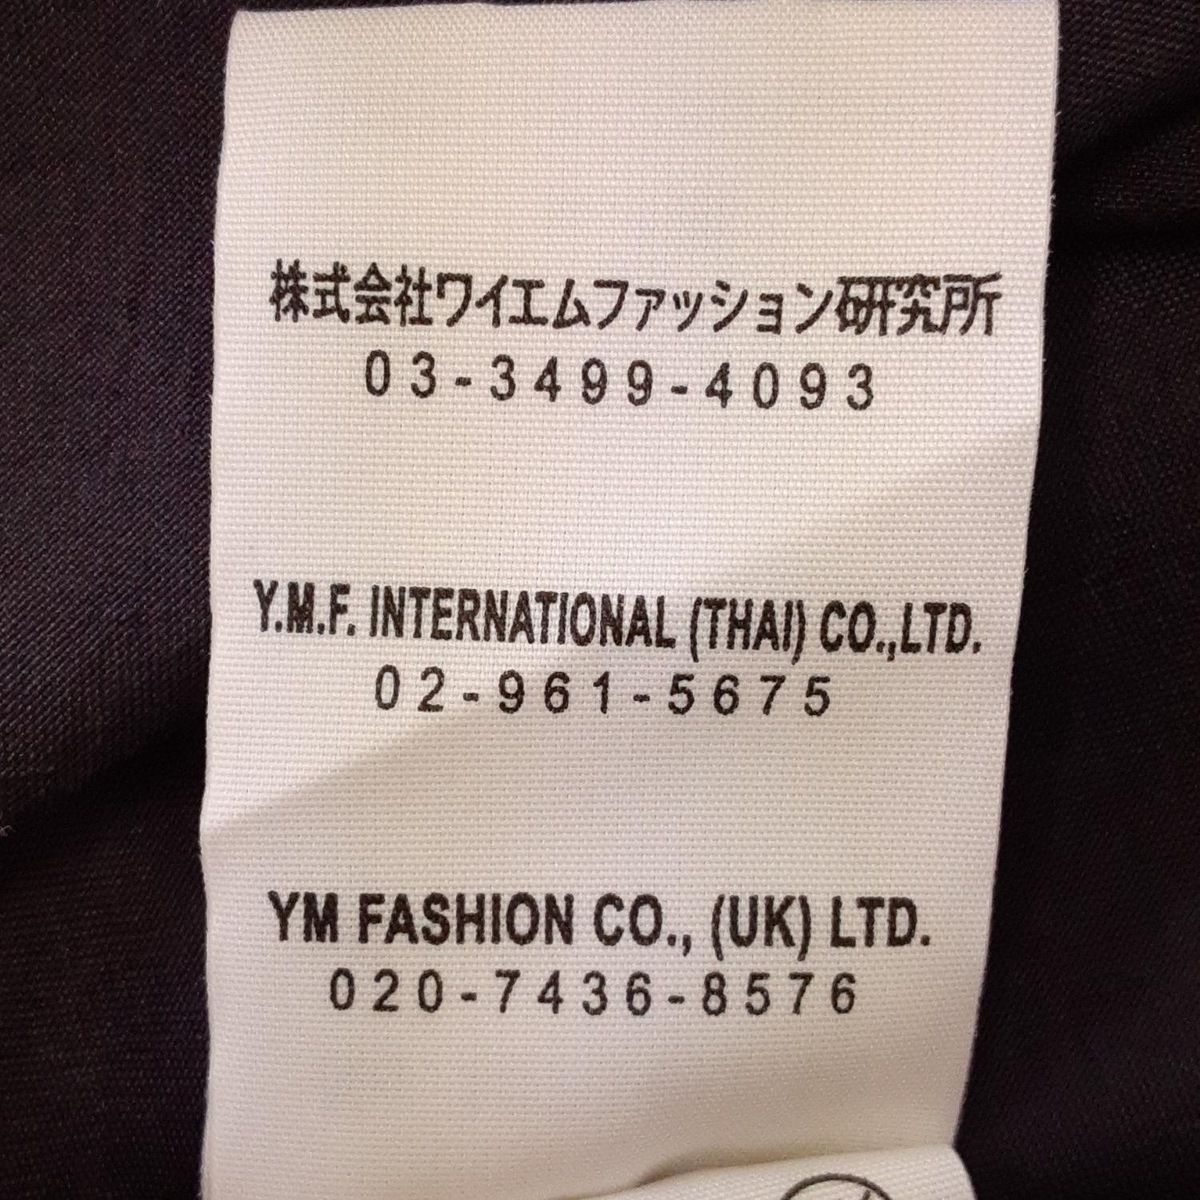 株式会社ワイエムファッション研究所
03-3499-4093
Y.M.F. INTERNATIONAL (THAI) CO.,LTD.
02-961-5675
YM FASHION CO., (UK) LTD.
020-7436-8576